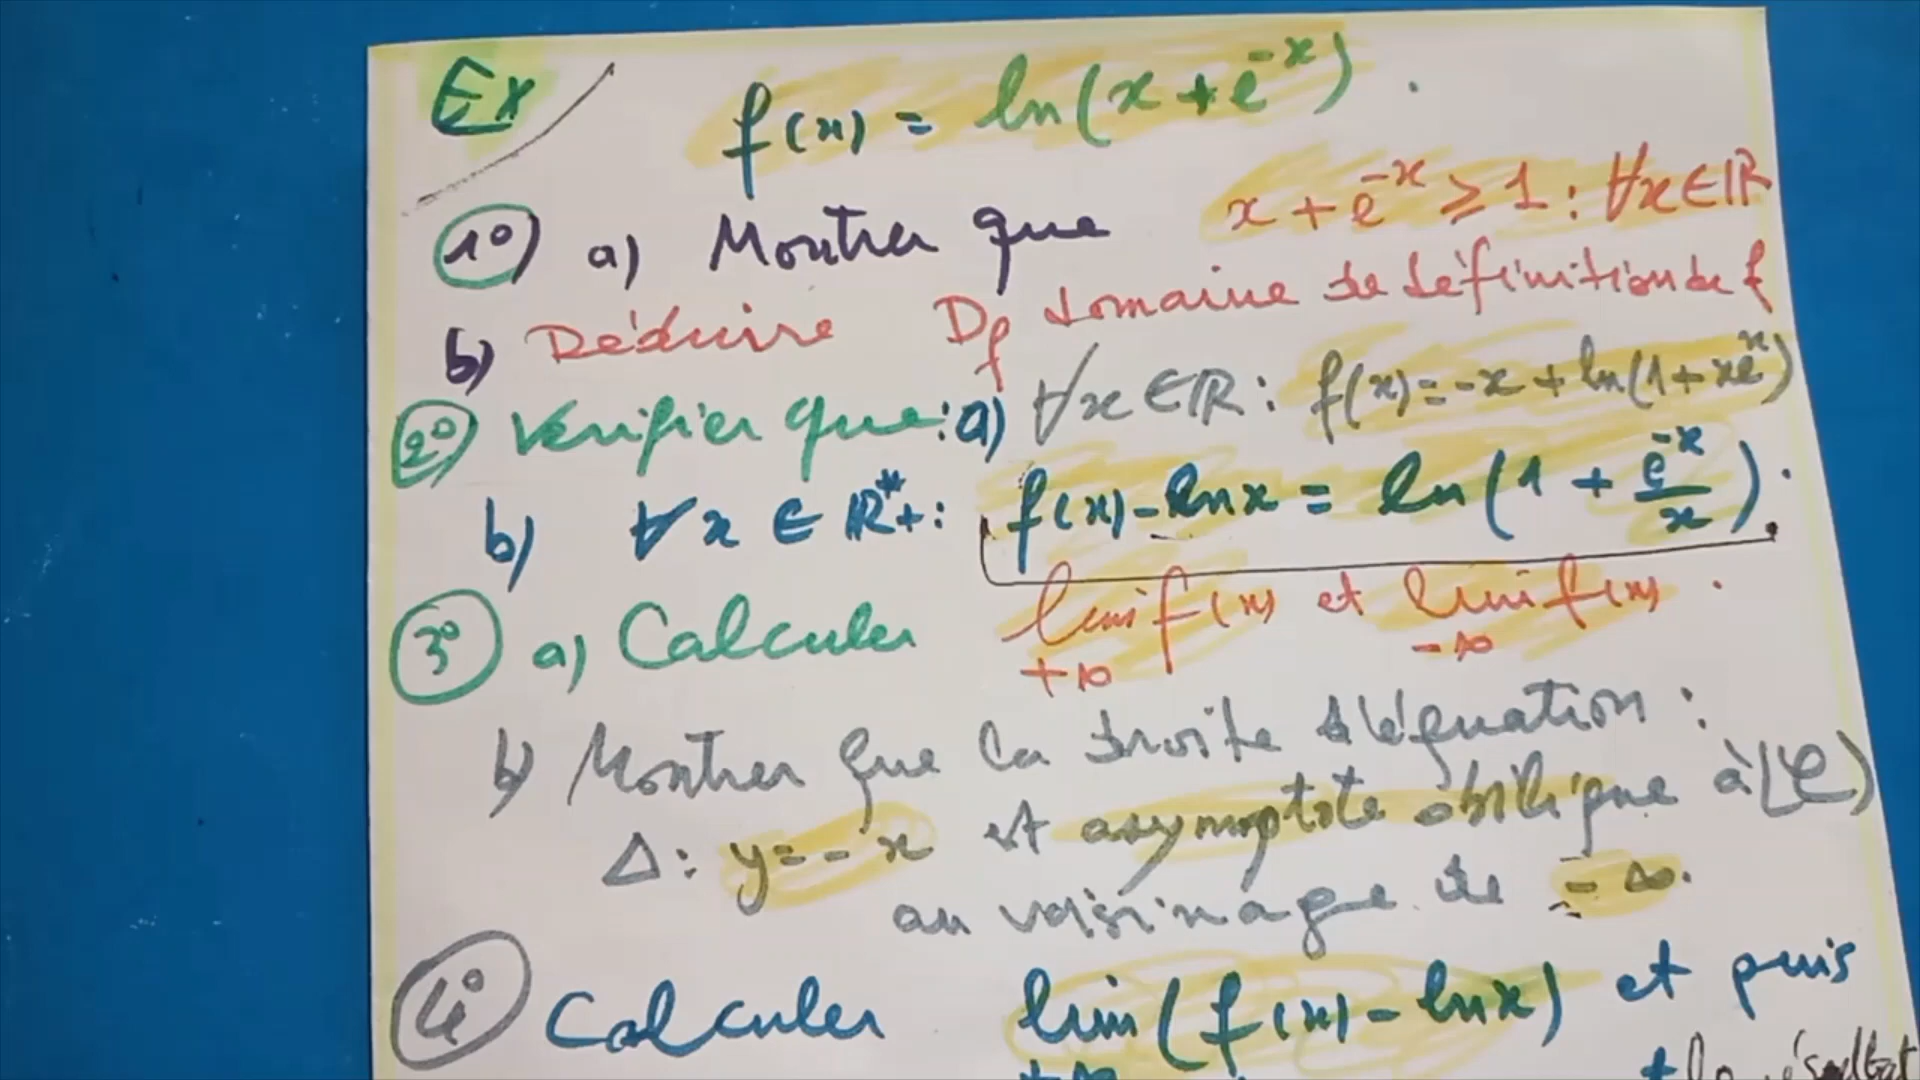 Ex f(x) = ln(x + e^{-x}).
1°) a) Montrer que x + e^{-x} ≥ 1 : ∀x∈ℝ
b) Déduire Df domaine de définition de f
2°) Vérifier que : a) ∀x∈ℝ : f(x) = -x + ln(1 + xe^{x})
b) ∀x∈ℝ*+ : f(x) - lnx = ln(1 + e^{-x}/x).
3° a) Calculer lim f(x) et lim f(x).
+∞ -∞
b) Montrer que la droite d'équation :
Δ : y = -x est asymptote oblique à (C)
au voisinage de -∞.
4° Calculer lim (f(x) - lnx) et puis
+∞